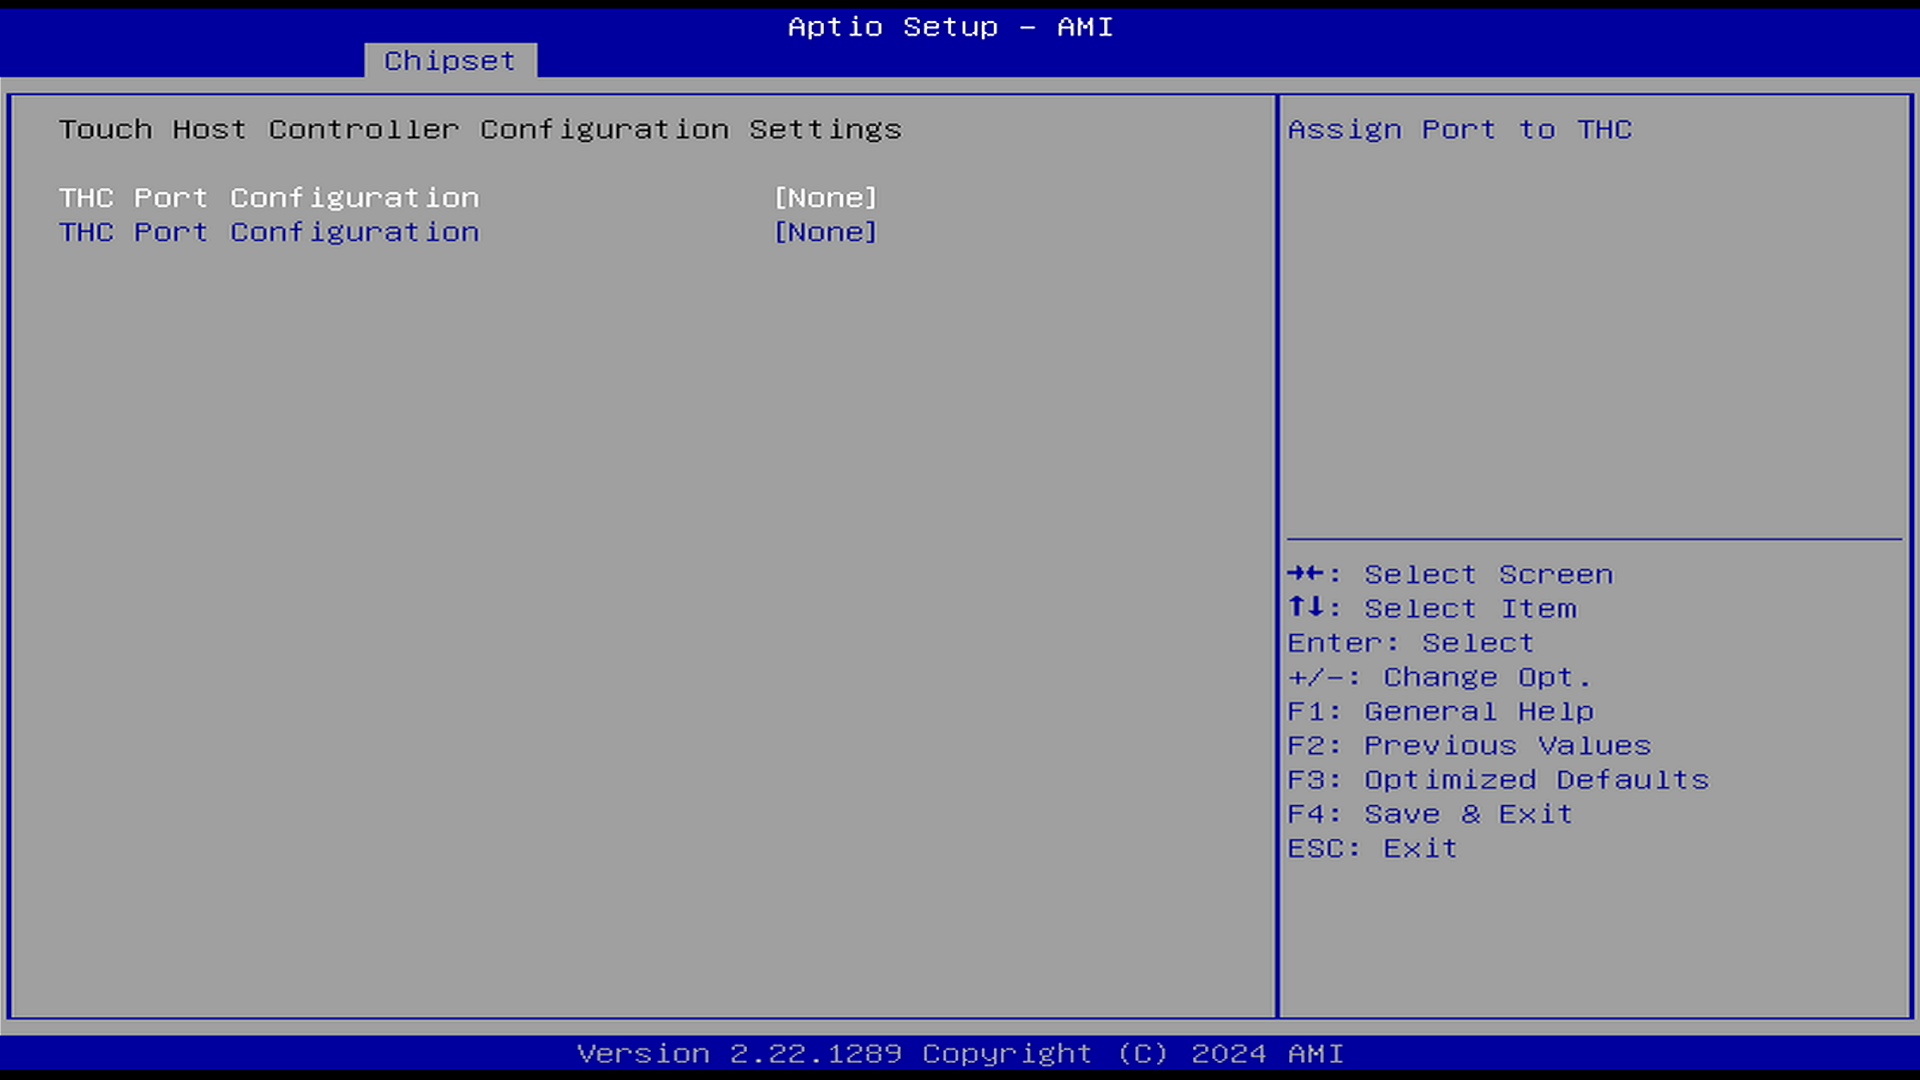 Aptio Setup - AMI
Chipset
Touch Host Controller Configuration Settings
THC Port Configuration [None]
THC Port Configuration [None]
Assign Port to THC
→←: Select Screen
↑↓: Select Item
Enter: Select
+/-: Change Opt.
F1: General Help
F2: Previous Values
F3: Optimized Defaults
F4: Save & Exit
ESC: Exit
Version 2.22.1289 Copyright (C) 2024 AMI